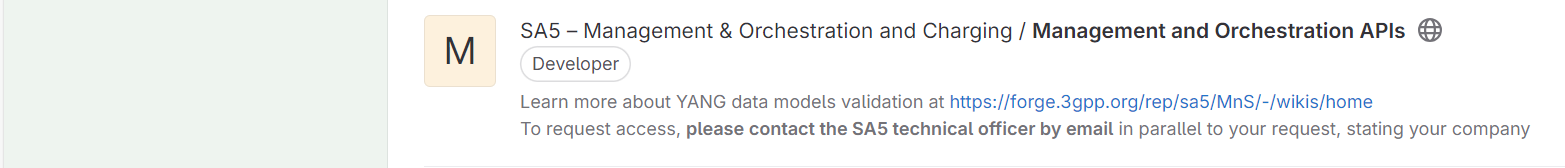 M
SA5 – Management & Orchestration and Charging / Management and Orchestration APIs
Developer
Learn more about YANG data models validation at https://forge.3gpp.org/rep/sa5/MnS/-/wikis/home
To request access, please contact the SA5 technical officer by email in parallel to your request, stating your company